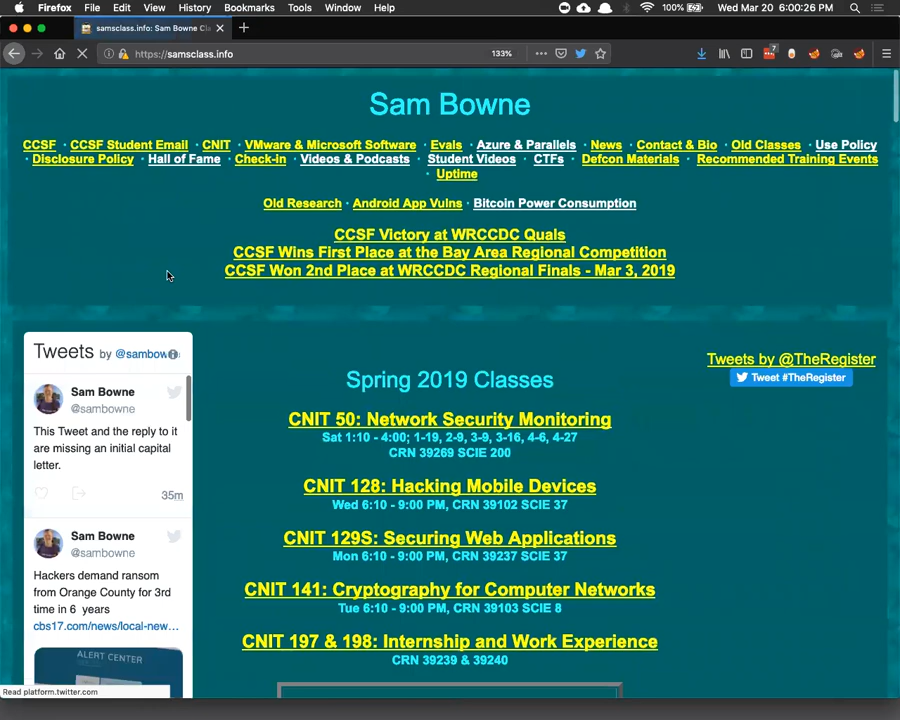 Firefox File Edit View History Bookmarks Tools Window Help 100% Wed Mar 20 6:00:26 PM
samsclass.info: Sam Bowne Cl
https://samsclass.info 133% 7
Sam Bowne
CCSF · CCSF Student Email · CNIT · VMware & Microsoft Software · Evals · Azure & Parallels · News · Contact & Bio · Old Classes · Use Policy
· Disclosure Policy · Hall of Fame · Check-in · Videos & Podcasts · Student Videos · CTFs · Defcon Materials · Recommended Training Events
· Uptime
Old Research · Android App Vulns · Bitcoin Power Consumption
CCSF Victory at WRCCDC Quals
CCSF Wins First Place at the Bay Area Regional Competition
CCSF Won 2nd Place at WRCCDC Regional Finals - Mar 3, 2019
Tweets by @sambow
Sam Bowne
@sambowne
This Tweet and the reply to it
are missing an initial capital
letter.
35m
Sam Bowne
@sambowne
Hackers demand ransom
from Orange County for 3rd
time in 6 years
cbs17.com/news/local-new…
ALERT CENTER
Spring 2019 Classes
CNIT 50: Network Security Monitoring
Sat 1:10 - 4:00; 1-19, 2-9, 3-9, 3-16, 4-6, 4-27
CRN 39269 SCIE 200
CNIT 128: Hacking Mobile Devices
Wed 6:10 - 9:00 PM, CRN 39102 SCIE 37
CNIT 129S: Securing Web Applications
Mon 6:10 - 9:00 PM, CRN 39237 SCIE 37
CNIT 141: Cryptography for Computer Networks
Tue 6:10 - 9:00 PM, CRN 39103 SCIE 8
CNIT 197 & 198: Internship and Work Experience
CRN 39239 & 39240
Tweets by @TheRegister
Tweet #TheRegister
Read platform.twitter.com